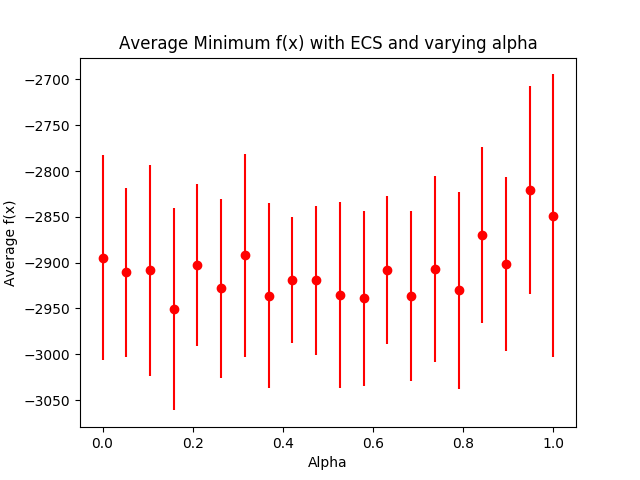 Average Minimum f(x) with ECS and varying alpha
Average f(x)
−2700
−2750
−2800
−2850
−2900
−2950
−3000
−3050
0.0 0.2 0.4 0.6 0.8 1.0
Alpha